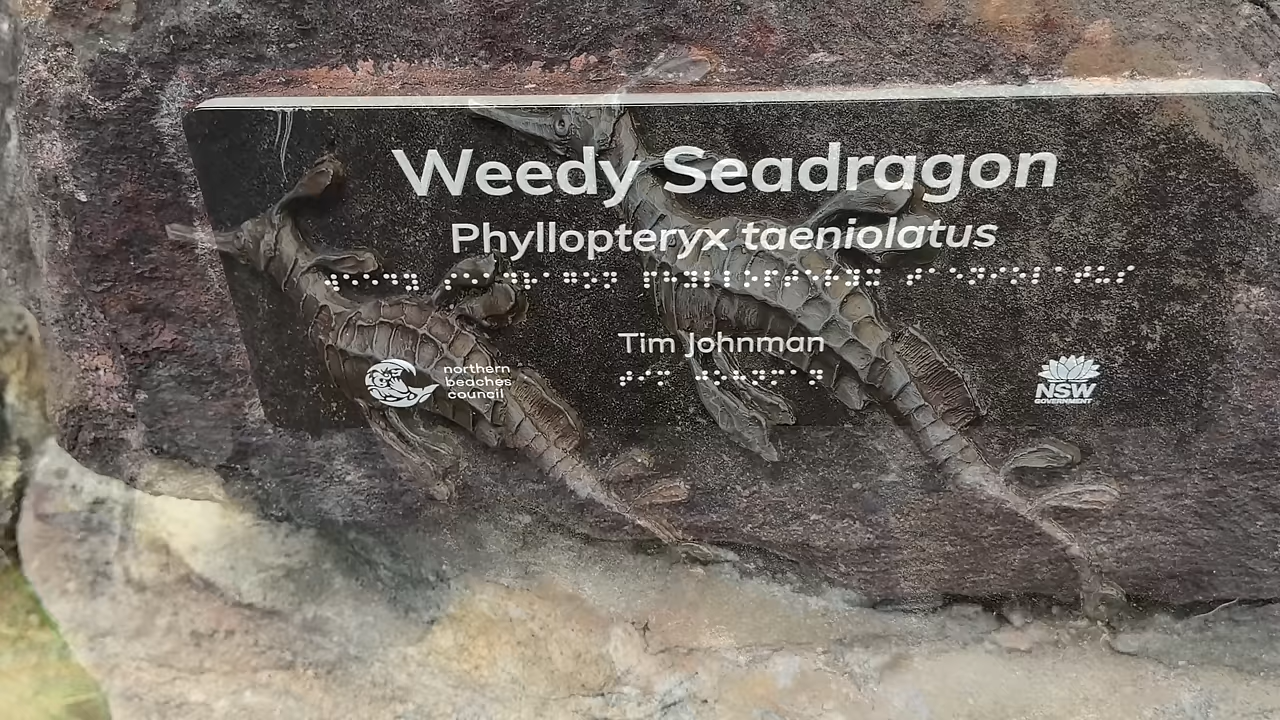 Weedy Seadragon
Phyllopteryx taeniolatus
Tim Johnman
northern
beaches
council
NSW
GOVERNMENT